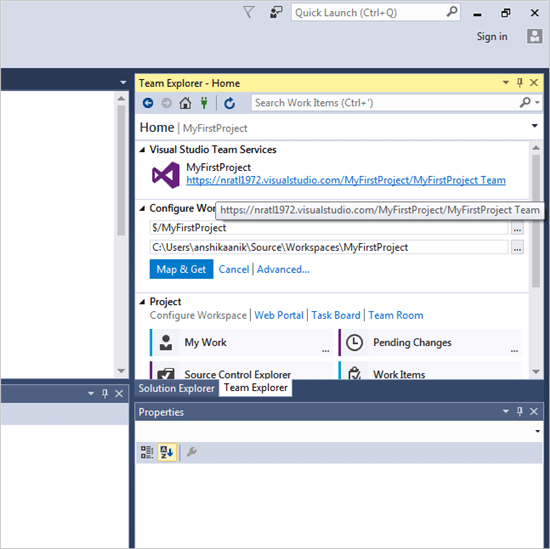 Quick Launch (Ctrl+Q)
Sign in
Team Explorer - Home
Search Work Items (Ctrl+')
Home | MyFirstProject
Visual Studio Team Services
MyFirstProject
https://nratl1972.visualstudio.com/MyFirstProject/MyFirstProject Team
https://nratl1972.visualstudio.com/MyFirstProject/MyFirstProject Team
Configure
$/MyFirstProject
...
C:\Users\anshikaanik\Source\Workspaces\MyFirstProject
...
Map & Get Cancel | Advanced...
Project
Configure Workspace | Web Portal | Task Board | Team Room
My Work ... Pending Changes ...
Source Control Explorer Work Items
Solution Explorer Team Explorer
Properties